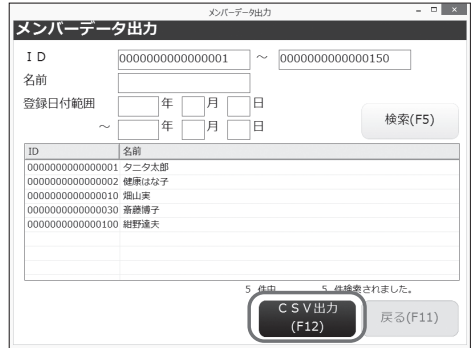 メンバーデータ出力
－ □ ×
メンバーデータ出力
ＩＤ 0000000000000001 ～ 0000000000000150
名前
登録日付範囲 年 月 日
～ 年 月 日
検索(F5)
ID 名前
0000000000000001 タニタ太郎
0000000000000002 健康はな子
0000000000000010 畑山実
0000000000000030 斎藤博子
0000000000000100 紺野達夫
5 件中 5 件検索されました。
ＣＳＶ出力
(F12)
戻る(F11)